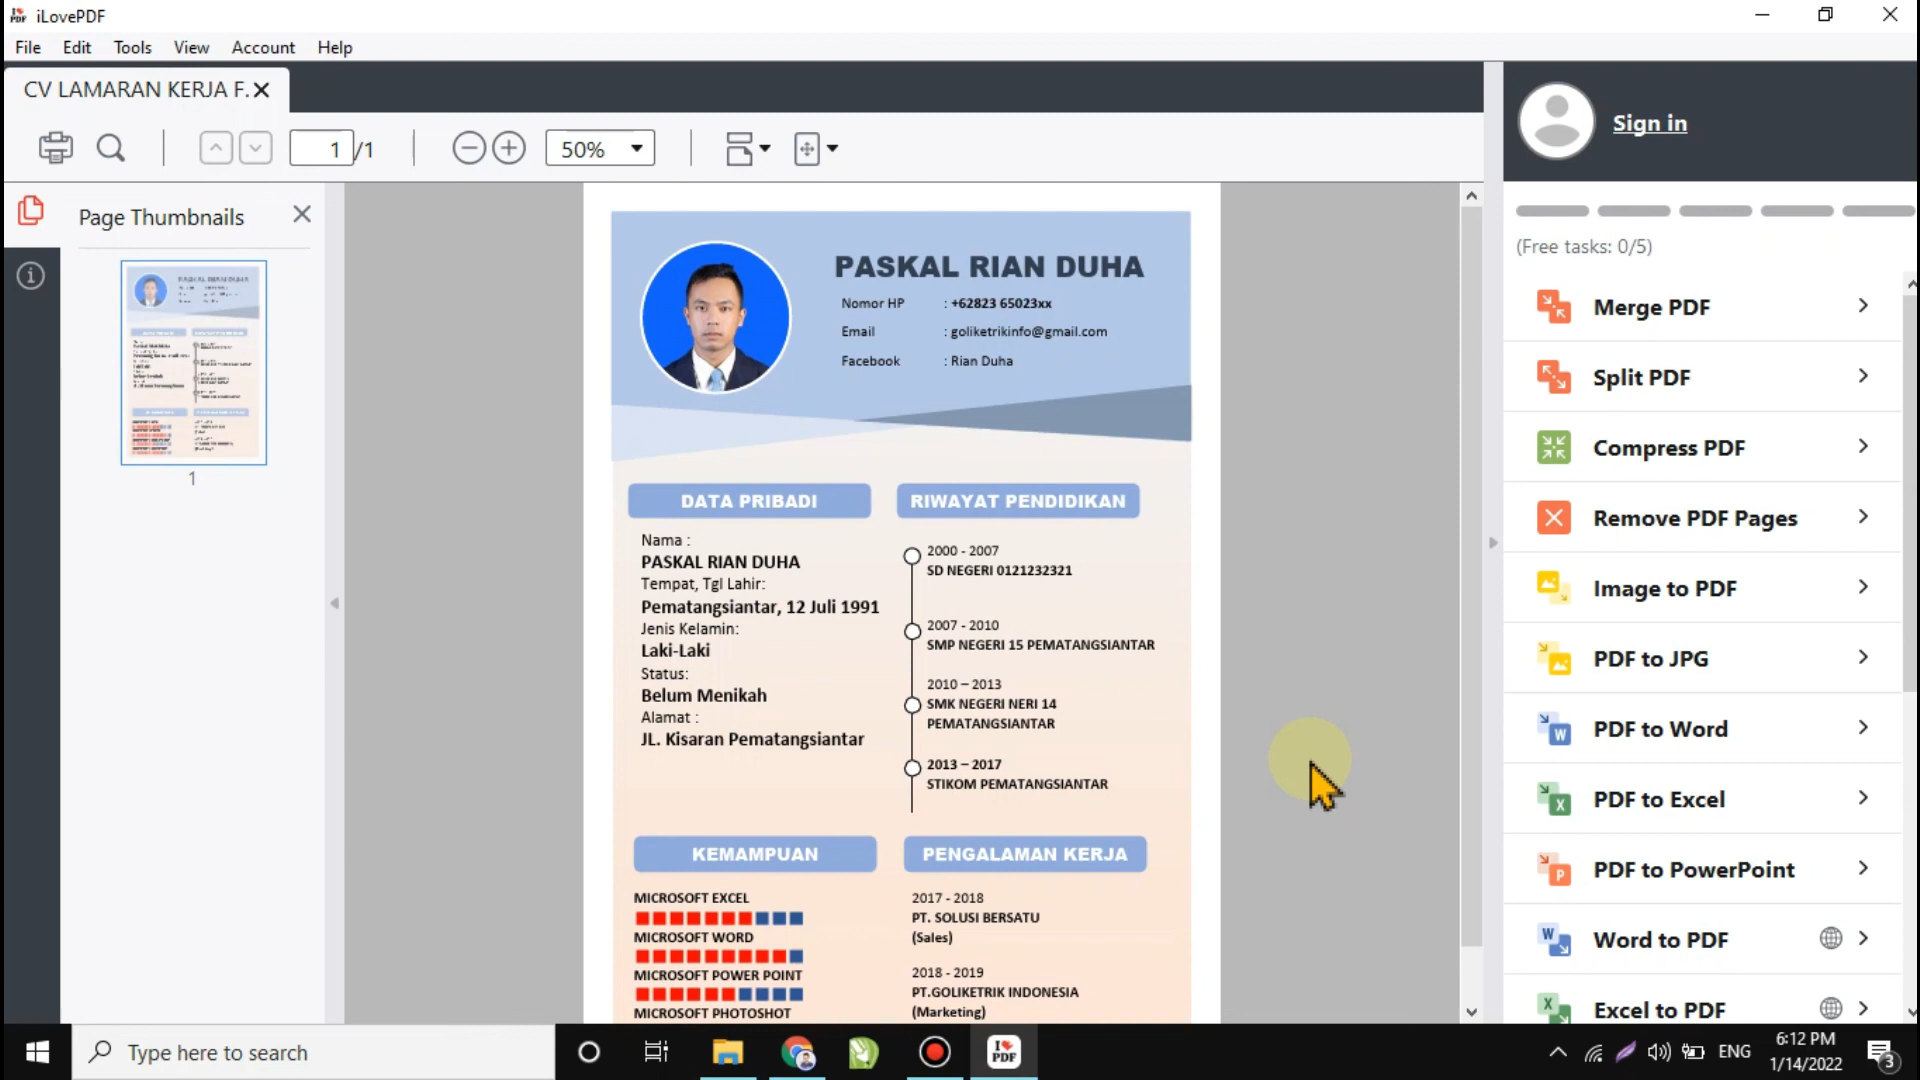 iLovePDF
File Edit Tools View Account Help
CV LAMARAN KERJA F.
1 /1 50%
Sign in
Page Thumbnails
1
(Free tasks: 0/5)
Merge PDF
Split PDF
Compress PDF
Remove PDF Pages
Image to PDF
PDF to JPG
PDF to Word
PDF to Excel
PDF to PowerPoint
Word to PDF
Excel to PDF
PASKAL RIAN DUHA
Nomor HP : +62823 65023xx
Email : goliketrikinfo@gmail.com
Facebook : Rian Duha
DATA PRIBADI
Nama :
PASKAL RIAN DUHA
Tempat, Tgl Lahir:
Pematangsiantar, 12 Juli 1991
Jenis Kelamin:
Laki-Laki
Status:
Belum Menikah
Alamat :
JL. Kisaran Pematangsiantar
RIWAYAT PENDIDIKAN
2000 - 2007
SD NEGERI 0121232321
2007 - 2010
SMP NEGERI 15 PEMATANGSIANTAR
2010 – 2013
SMK NEGERI NERI 14
PEMATANGSIANTAR
2013 – 2017
STIKOM PEMATANGSIANTAR
KEMAMPUAN
MICROSOFT EXCEL
MICROSOFT WORD
MICROSOFT POWER POINT
MICROSOFT PHOTOSHOT
PENGALAMAN KERJA
2017 - 2018
PT. SOLUSI BERSATU
(Sales)
2018 - 2019
PT.GOLIKETRIK INDONESIA
(Marketing)
Type here to search
I PDF
ENG
6:12 PM
1/14/2022
3